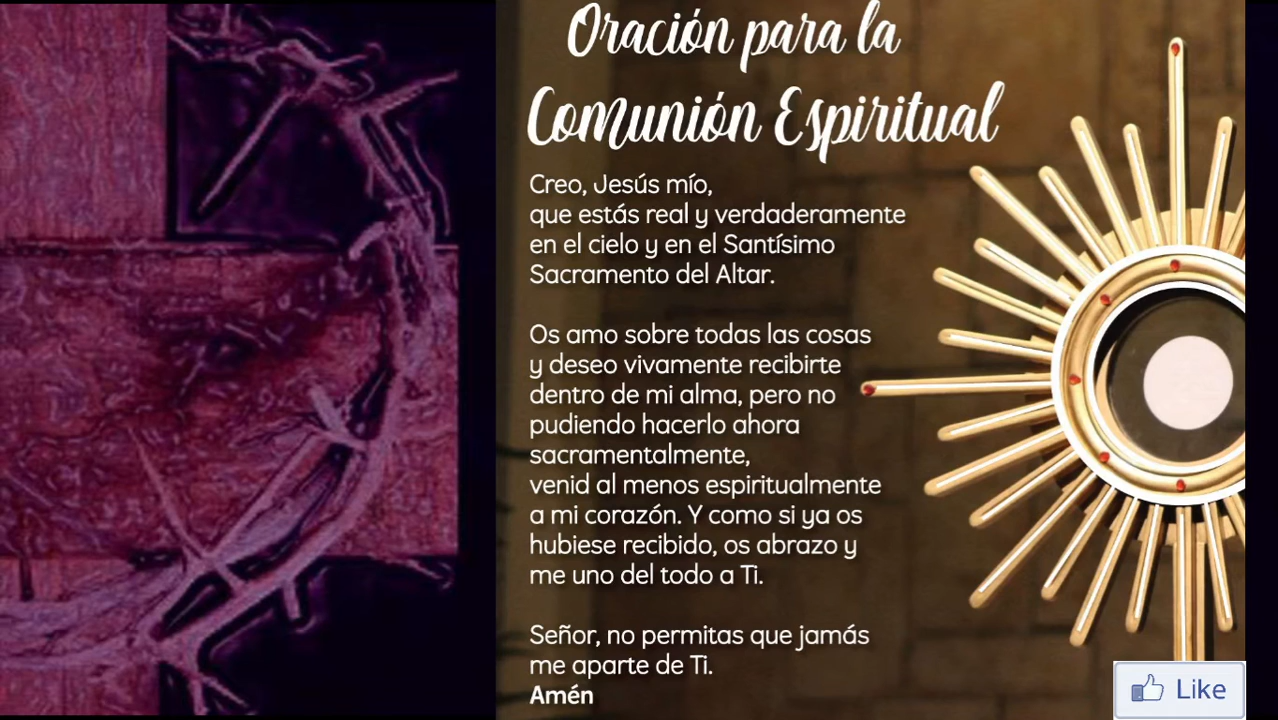 Oración para la
Comunión Espiritual
Creo, Jesús mío,
que estás real y verdaderamente
en el cielo y en el Santísimo
Sacramento del Altar.
Os amo sobre todas las cosas
y deseo vivamente recibirte
dentro de mi alma, pero no
pudiendo hacerlo ahora
sacramentalmente,
venid al menos espiritualmente
a mi corazón. Y como si ya os
hubiese recibido, os abrazo y
me uno del todo a Ti.
Señor, no permitas que jamás
me aparte de Ti.
Amén
Like